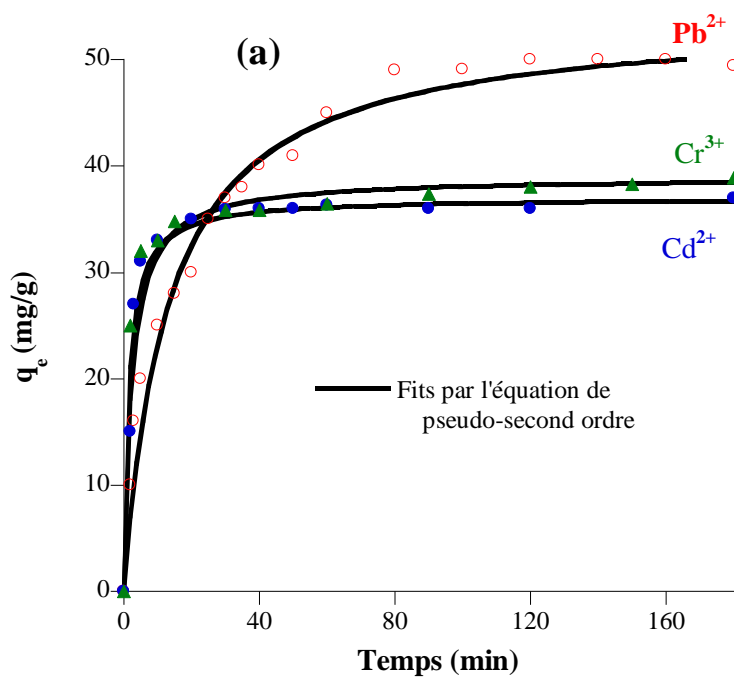 (a)
Pb²⁺
Cr³⁺
Cd²⁺
50
40
30
20
10
0
qₑ (mg/g)
Fits par l'équation de
pseudo-second ordre
0 40 80 120 160
Temps (min)